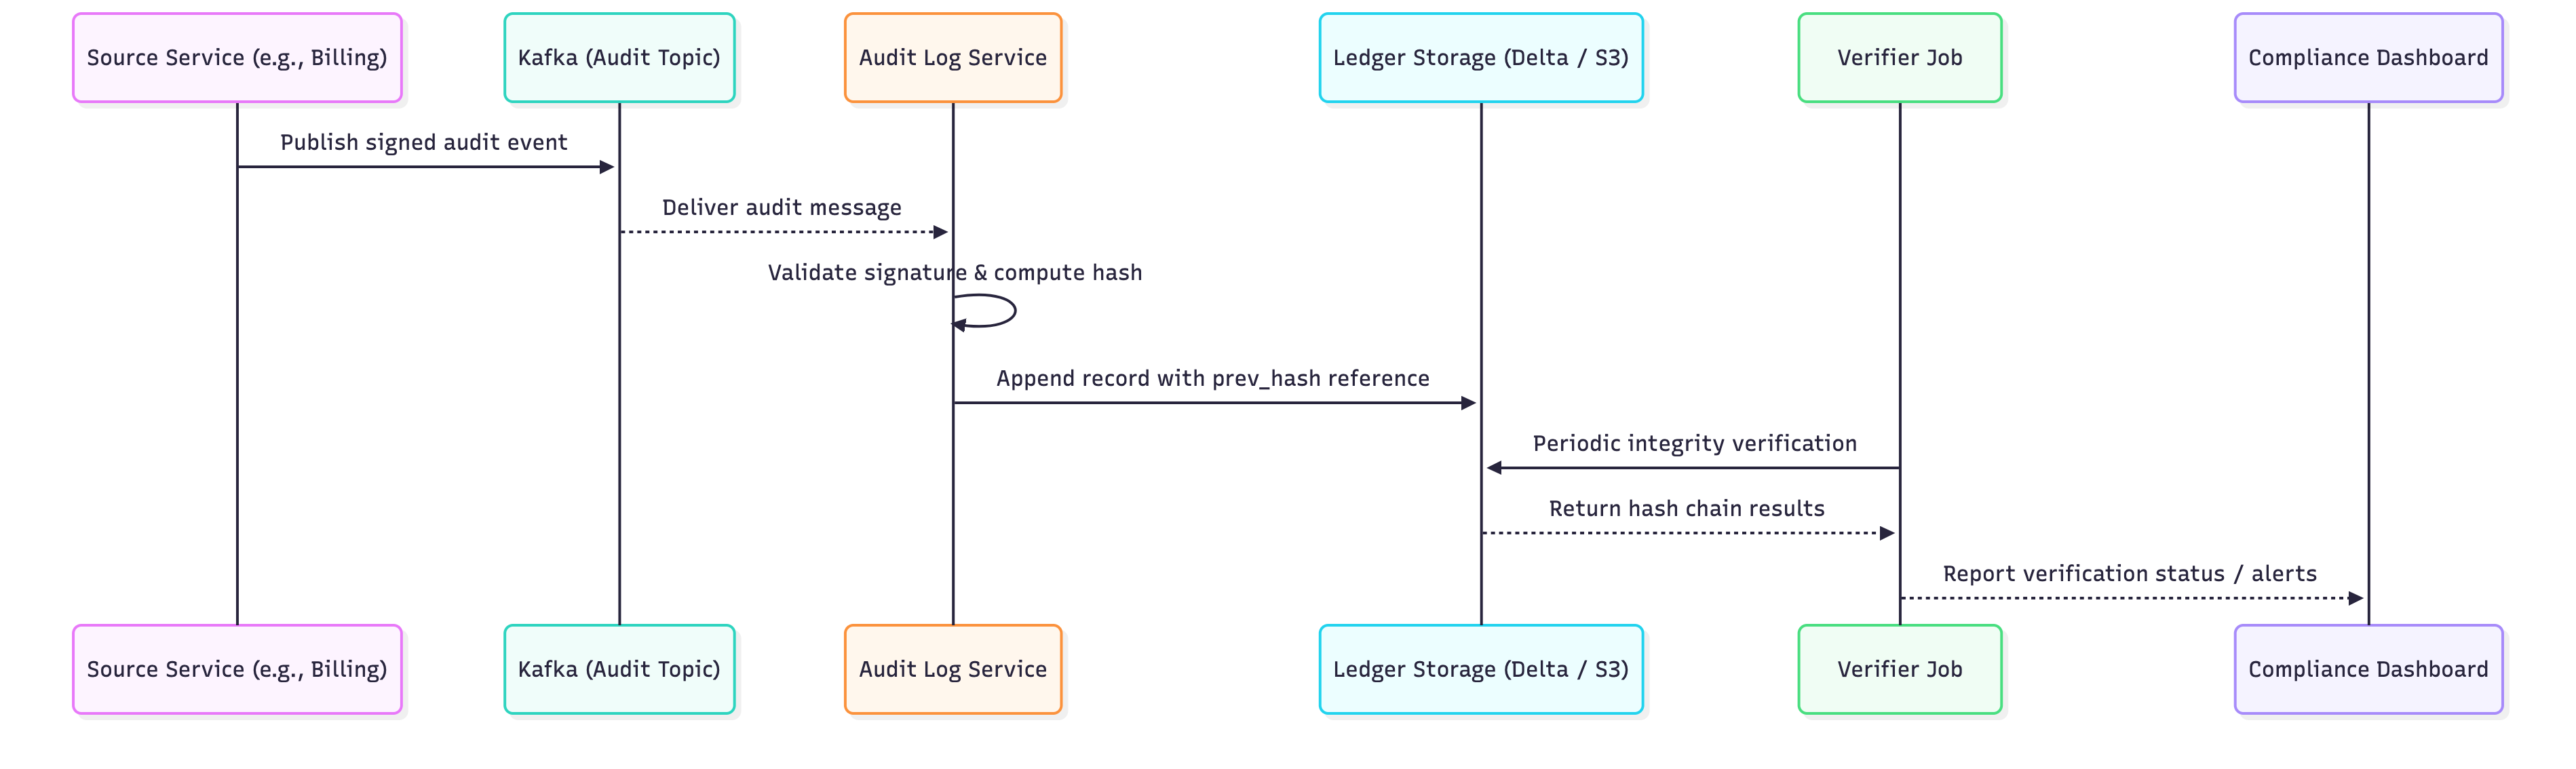 Source Service (e.g., Billing)
Kafka (Audit Topic)
Audit Log Service
Ledger Storage (Delta / S3)
Verifier Job
Compliance Dashboard
Publish signed audit event
Deliver audit message
Validate signature & compute hash
Append record with prev_hash reference
Periodic integrity verification
Return hash chain results
Report verification status / alerts
Source Service (e.g., Billing)
Kafka (Audit Topic)
Audit Log Service
Ledger Storage (Delta / S3)
Verifier Job
Compliance Dashboard